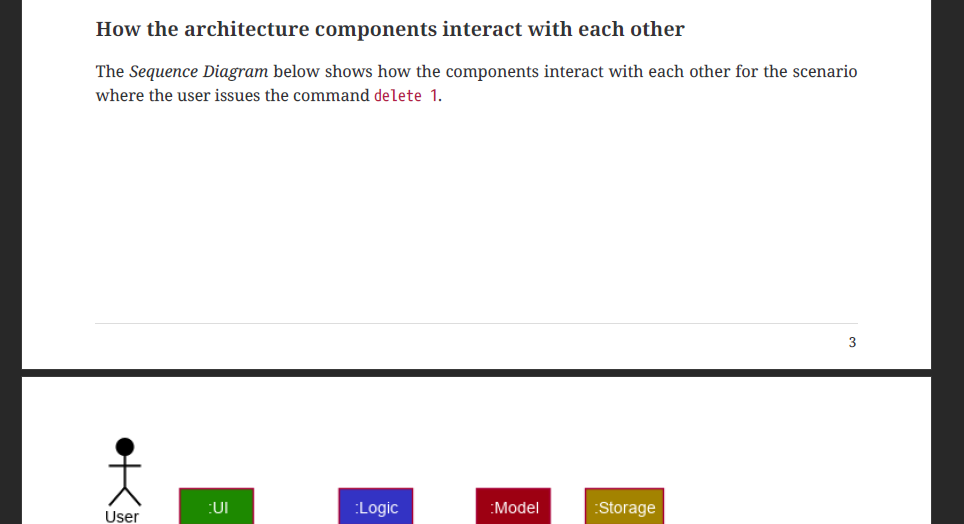 How the architecture components interact with each other
The Sequence Diagram below shows how the components interact with each other for the scenario
where the user issues the command delete 1.
3
User
:UI
:Logic
:Model
:Storage